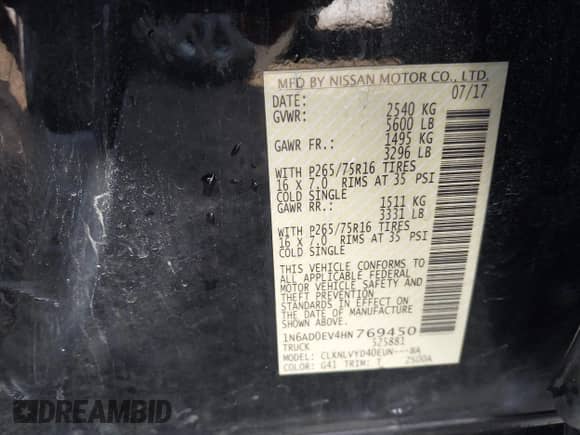 MFD BY NISSAN MOTOR CO., LTD.
DATE: 07/17
GVWR: 2540 KG
5600 LB
GAWR FR.: 1495 KG
3296 LB
WITH P265/75R16 TIRES
16 X 7.0 RIMS AT 35 PSI
COLD SINGLE
GAWR RR.: 1511 KG
3331 LB
WITH P265/75R16 TIRES
16 X 7.0 RIMS AT 35 PSI
COLD SINGLE
THIS VEHICLE CONFORMS TO
ALL APPLICABLE FEDERAL
MOTOR VEHICLE SAFETY AND
THEFT PREVENTION
STANDARDS IN EFFECT ON
THE DATE OF MANUFACTURE
SHOWN ABOVE.
1N6AD0EV4HN769450
TRUCK 525881
MODEL: CLKNLVYD40EUN---BA
COLOR: G41 TRIM: T 2500A
DREAMBID